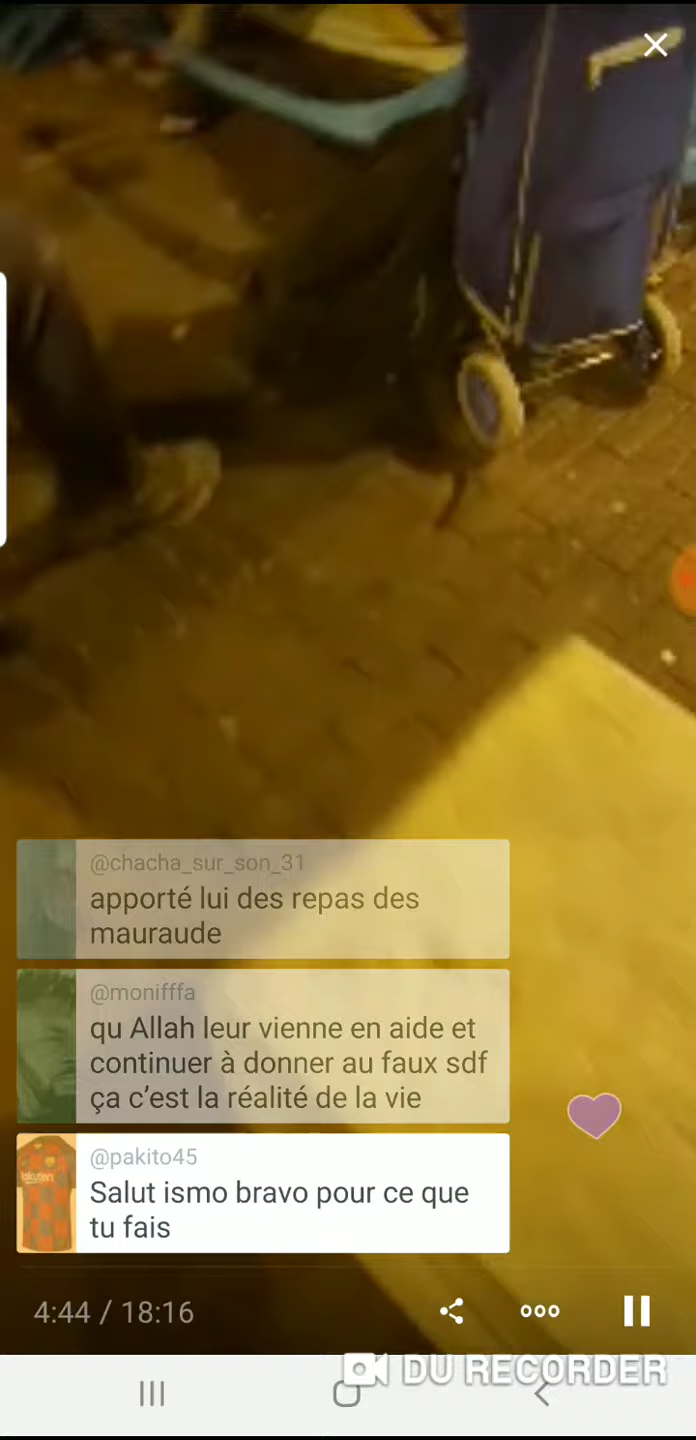 @chacha_sur_son_31
apporté lui des repas des
mauraude
@monifffa
qu Allah leur vienne en aide et
continuer à donner au faux sdf
ça c’est la réalité de la vie
Rakuten
@pakito45
Salut ismo bravo pour ce que
tu fais
4:44 / 18:16
DU RECORDER